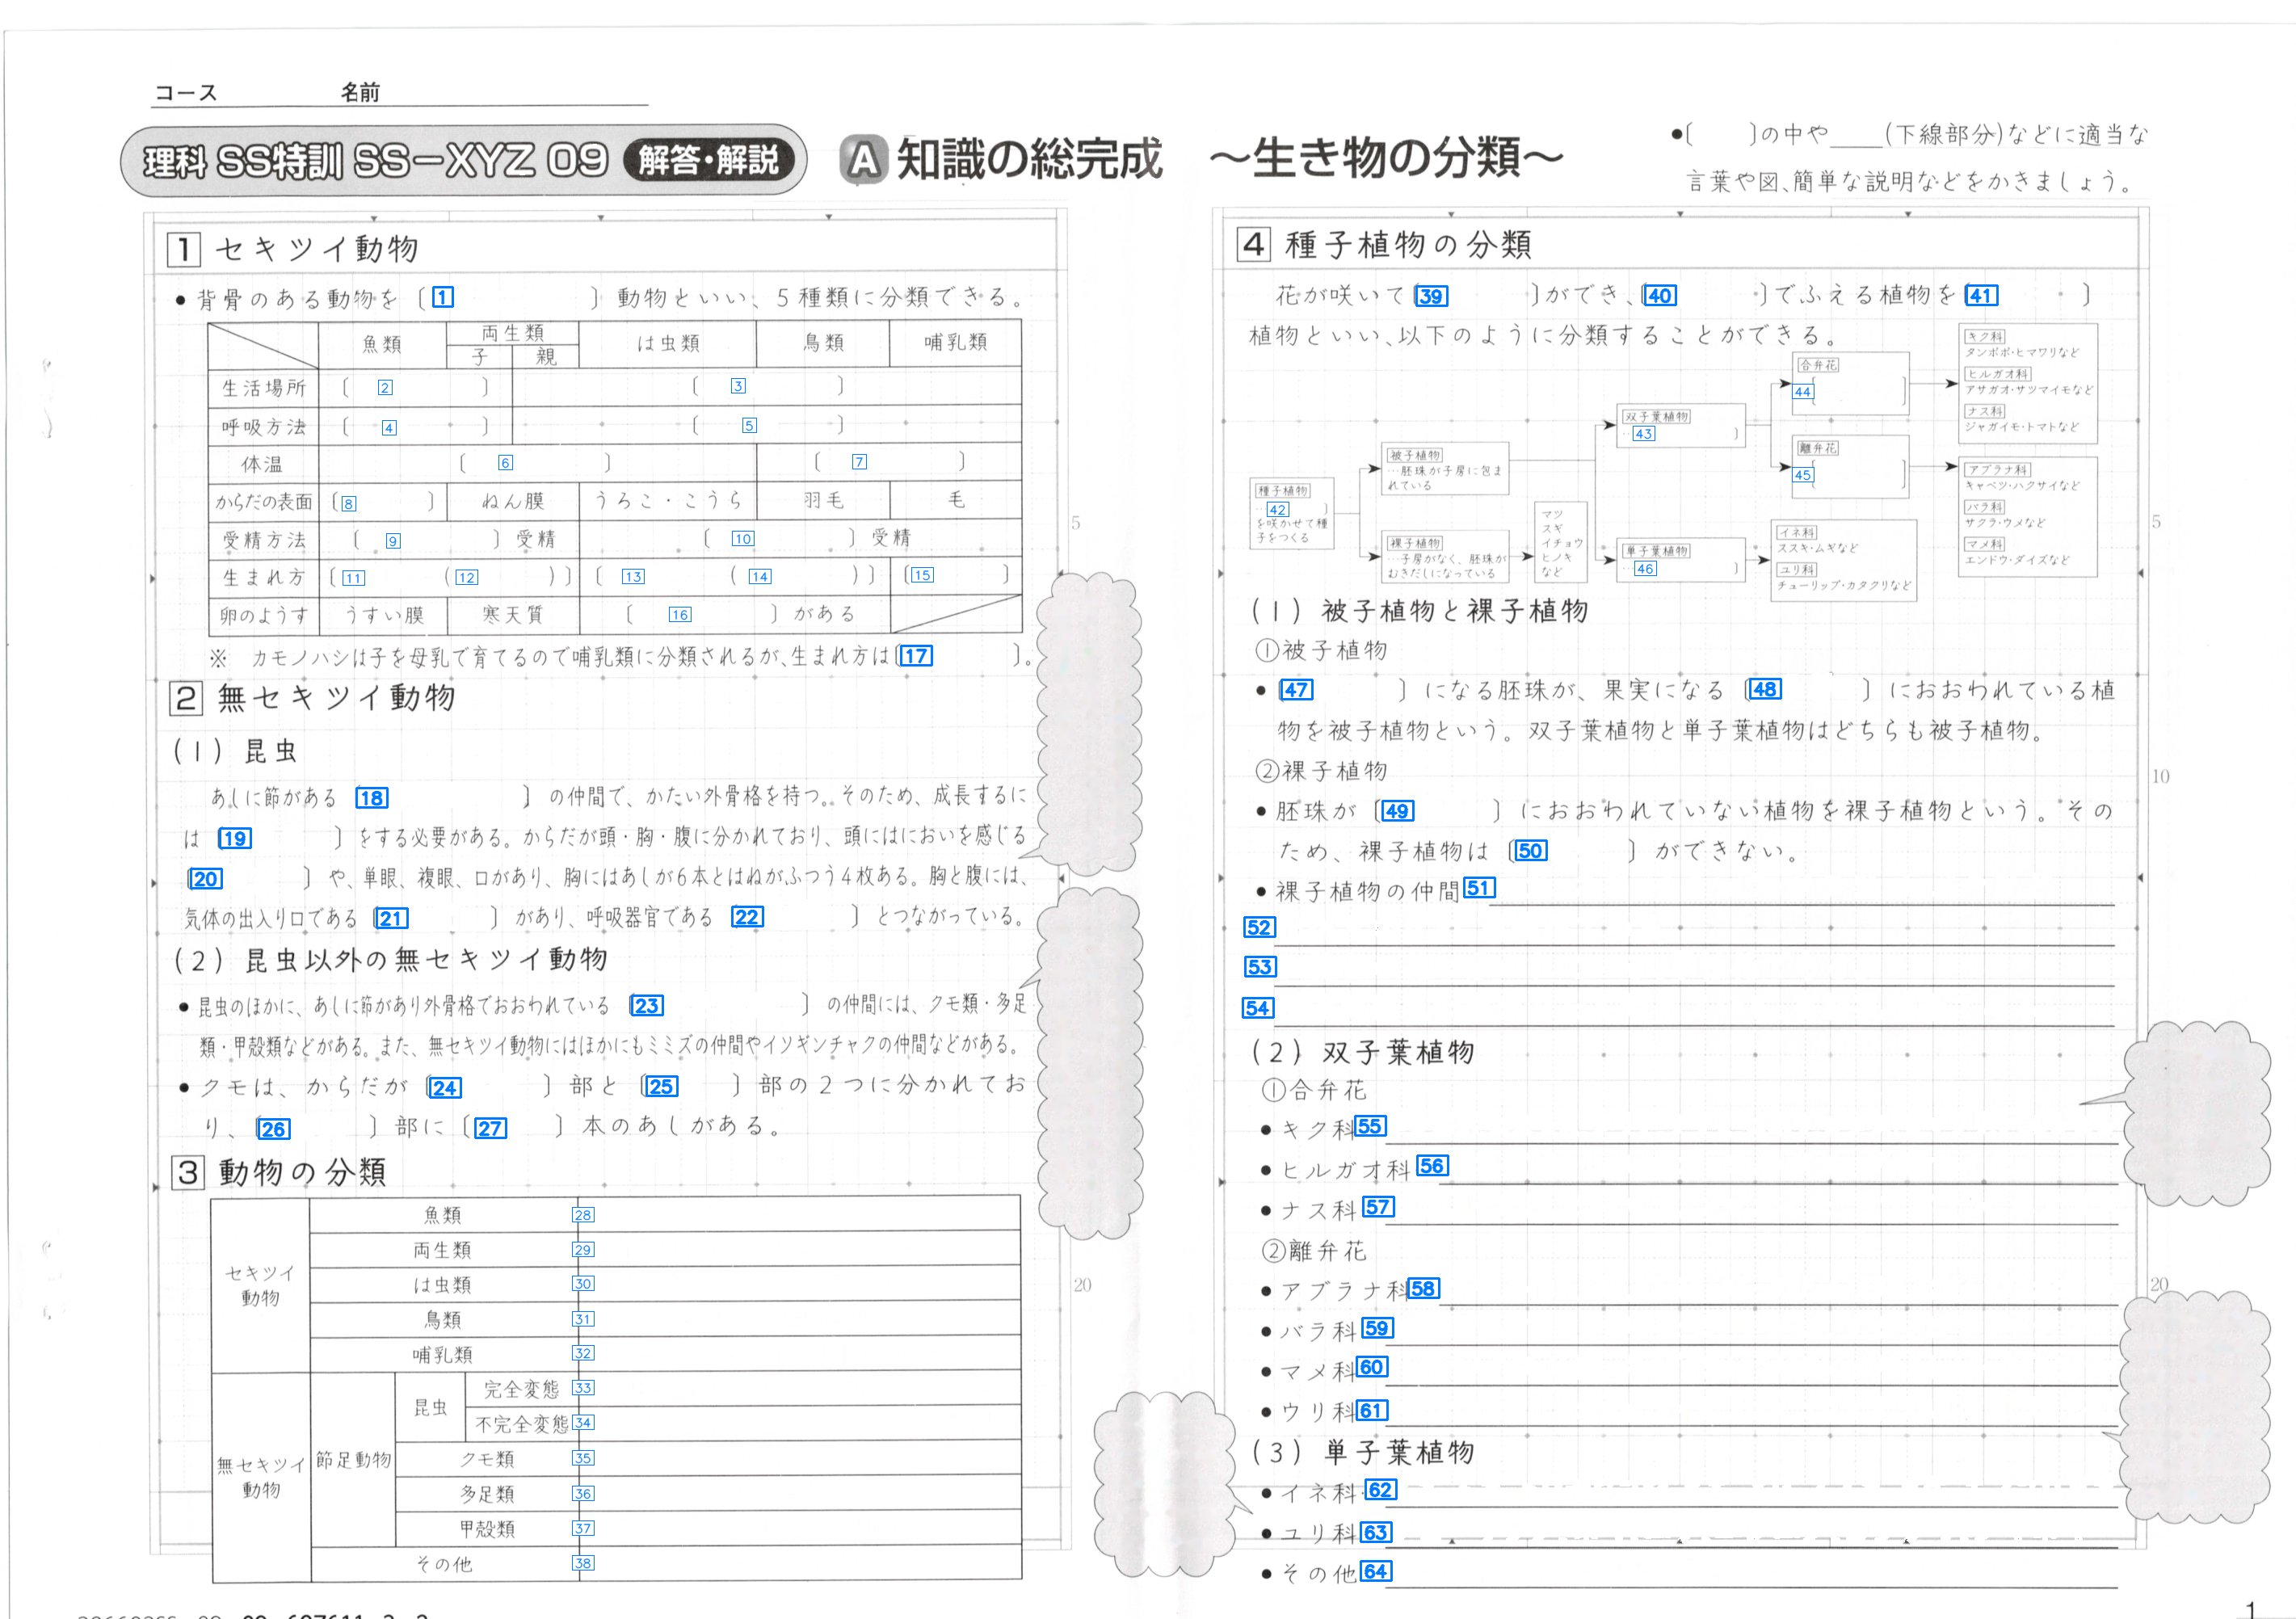 コース　名前
理科 SS特訓 SS－XYZ 09 解答・解説
A 知識の総完成　～生き物の分類～
●〔　〕の中や____(下線部分)などに適当な
言葉や図、簡単な説明などをかきましょう。
1 セキツイ動物
● 背骨のある動物を〔1　〕動物といい、5種類に分類できる。
魚類　両生類　子　親　は虫類　鳥類　哺乳類
生活場所〔2　〕〔3　〕
呼吸方法〔4　〕〔5　〕
体温〔6　〕〔7　〕
からだの表面〔8　〕ねん膜　うろこ・こうら　羽毛　毛
受精方法〔9　〕受精〔10　〕受精
生まれ方〔11　(12　)〕〔13　(14　)〕〔15　〕
卵のようす　うすい膜　寒天質〔16　〕がある
※　カモノハシは子を母乳で育てるので哺乳類に分類されるが、生まれ方は〔17　〕。
2 無セキツイ動物
(1) 昆虫
あしに節がある〔18　〕の仲間で、かたい外骨格を持つ。そのため、成長するに
は〔19　〕をする必要がある。からだが頭・胸・腹に分かれており、頭にはにおいを感じる
〔20　〕や、単眼、複眼、口があり、胸にはあしが6本とはねがふつう4枚ある。胸と腹には、
気体の出入り口である〔21　〕があり、呼吸器官である〔22　〕とつながっている。
(2) 昆虫以外の無セキツイ動物
● 昆虫のほかに、あしに節があり外骨格でおおわれている〔23　〕の仲間には、クモ類・多足
類・甲殻類などがある。また、無セキツイ動物にはほかにもミミズの仲間やイソギンチャクの仲間などがある。
● クモは、からだが〔24　〕部と〔25　〕部の2つに分かれてお
り、〔26　〕部に〔27　〕本のあしがある。
3 動物の分類
セキツイ動物
魚類 28
両生類 29
は虫類 30
鳥類 31
哺乳類 32
無セキツイ動物　節足動物
昆虫　完全変態 33
不完全変態 34
クモ類 35
多足類 36
甲殻類 37
その他 38
5
20
4 種子植物の分類
花が咲いて〔39　〕ができ、〔40　〕でふえる植物を〔41　〕
植物といい、以下のように分類することができる。
種子植物
…42　〕
を咲かせて種
子をつくる
被子植物
…胚珠が子房に包ま
れている
裸子植物
…子房がなく、胚珠が
むきだしになっている
マツ
スギ
イチョウ
ヒノキ
など
双子葉植物
…43　〕
単子葉植物
…46　〕
合弁花
44〔　〕
離弁花
45〔　〕
キク科
タンポポ・ヒマワリなど
ヒルガオ科
アサガオ・サツマイモなど
ナス科
ジャガイモ・トマトなど
アブラナ科
キャベツ・ハクサイなど
バラ科
サクラ・ウメなど
マメ科
エンドウ・ダイズなど
イネ科
ススキ・ムギなど
ユリ科
チューリップ・カタクリなど
(1) 被子植物と裸子植物
①被子植物
●〔47　〕になる胚珠が、果実になる〔48　〕におおわれている植
物を被子植物という。双子葉植物と単子葉植物はどちらも被子植物。
②裸子植物
● 胚珠が〔49　〕におおわれていない植物を裸子植物という。その
ため、裸子植物は〔50　〕ができない。
● 裸子植物の仲間 51
52
53
54
(2) 双子葉植物
①合弁花
● キク科 55
● ヒルガオ科 56
● ナス科 57
②離弁花
● アブラナ科 58
● バラ科 59
● マメ科 60
● ウリ科 61
(3) 単子葉植物
● イネ科 62
● ユリ科 63
● その他 64
5
10
20
1